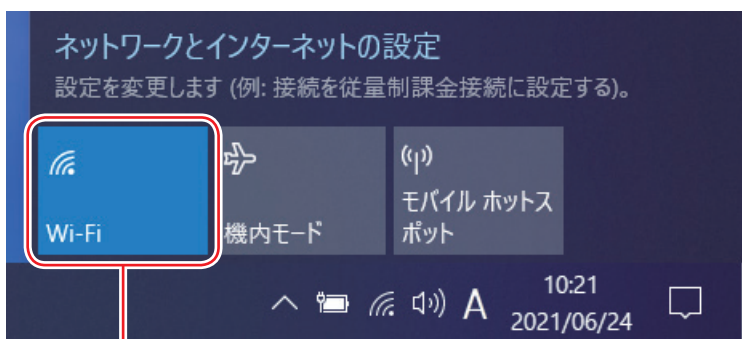 ネットワークとインターネットの設定
設定を変更します (例: 接続を従量制課金接続に設定する)。
Wi-Fi
機内モード
モバイル ホットス
ポット
A
10:21
2021/06/24